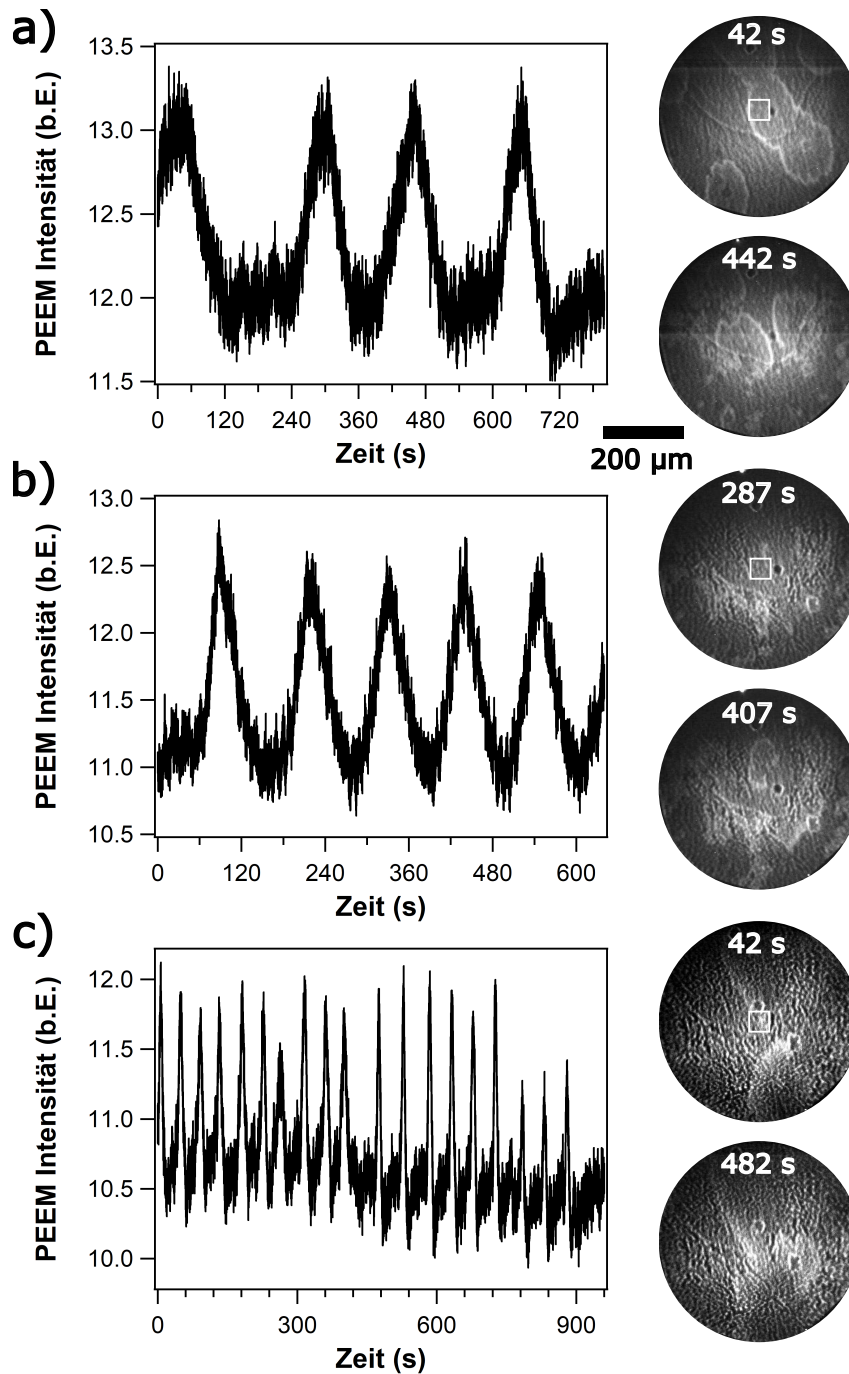 a)
PEEM Intensität (b.E.)
13.5
13.0
12.5
12.0
11.5
0 120 240 360 480 600 720
Zeit (s)
42 s
442 s
200 µm
b)
PEEM Intensität (b.E.)
13.0
12.5
12.0
11.5
11.0
10.5
0 120 240 360 480 600
Zeit (s)
287 s
407 s
c)
PEEM Intensität (b.E.)
12.0
11.5
11.0
10.5
10.0
0 300 600 900
Zeit (s)
42 s
482 s